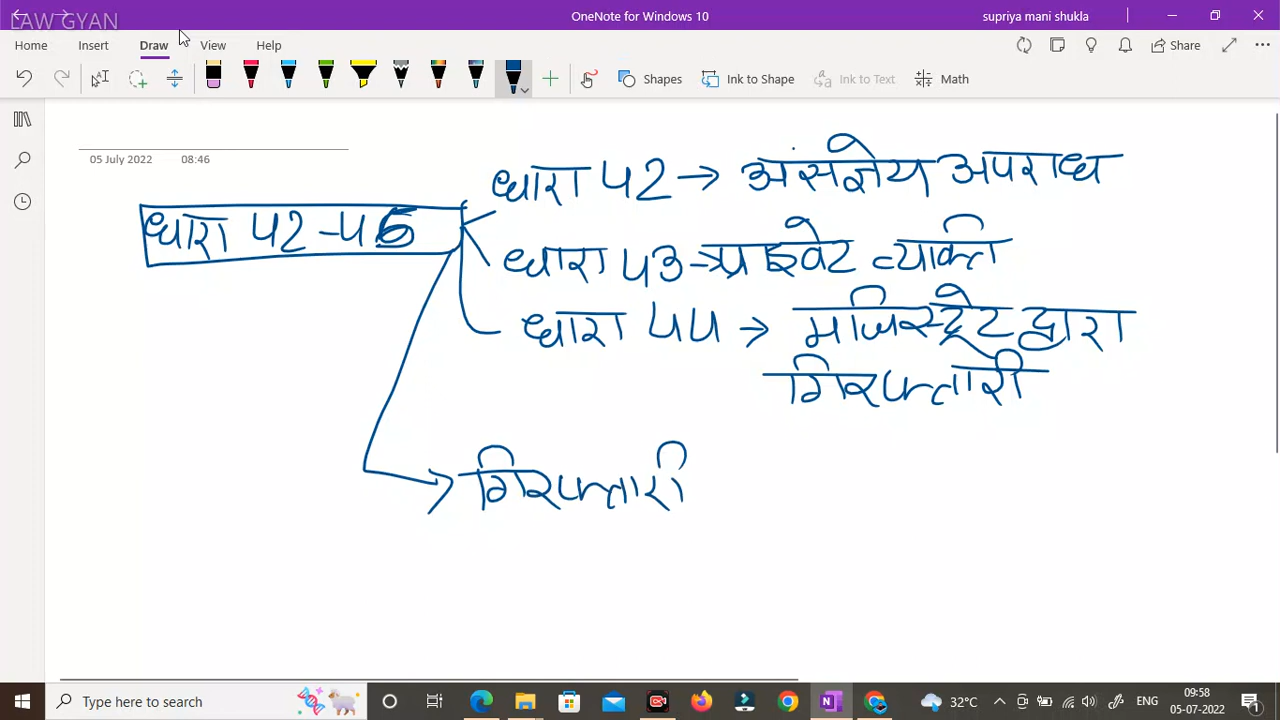 LAW GYAN
OneNote for Windows 10
supriya mani shukla
Home Insert Draw View Help
Share
Shapes Ink to Shape Ink to Text Math
05 July 2022 08:46
धारा 42 → असंज्ञेय अपराध
धारा 42 - 46
धारा 43 → प्राइवेट व्यक्ति
धारा 44 → मजिस्ट्रेट द्वारा
गिरफ्तारी
गिरफ्तारी
Type here to search
32°C
ENG
09:58
05-07-2022
1